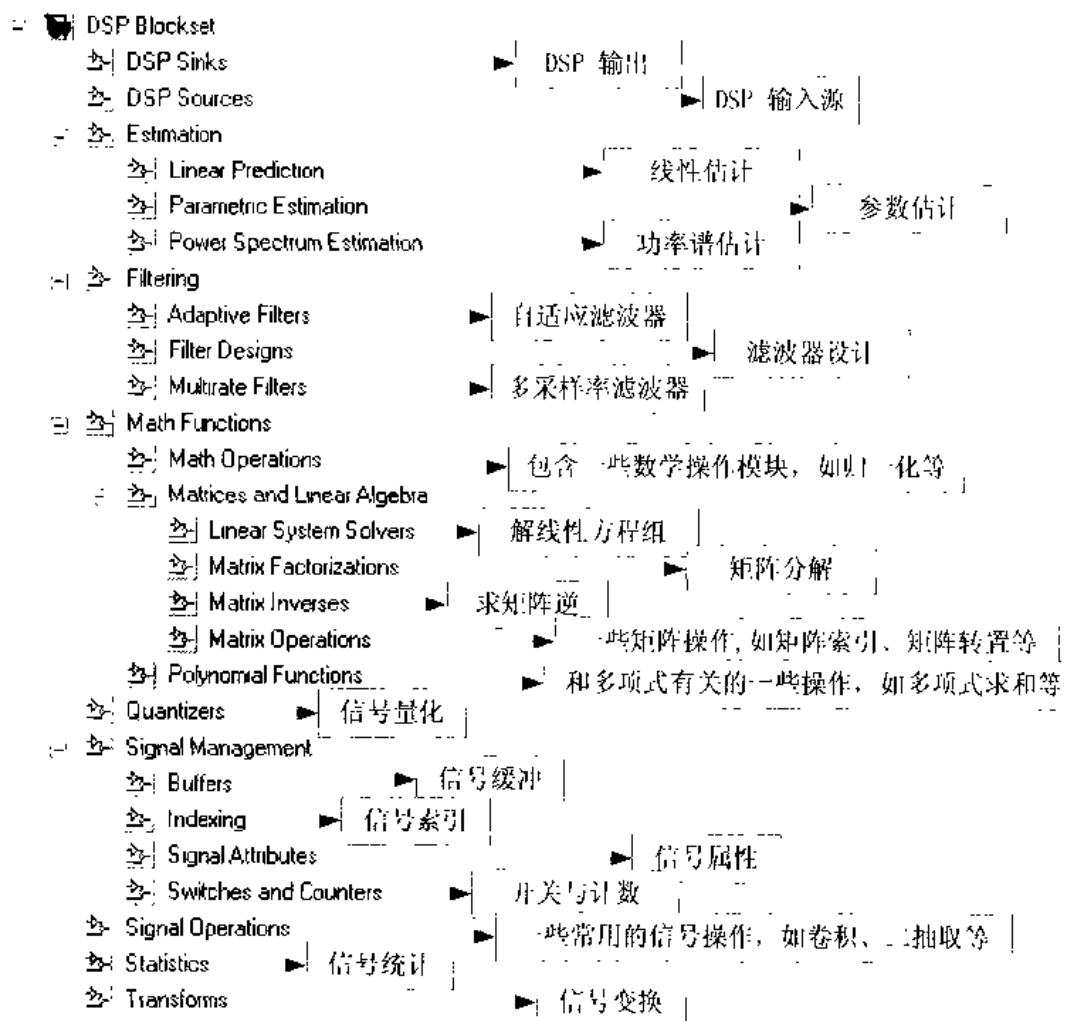 DSP Blockset
DSP Sinks DSP 输出
DSP Sources DSP 输入源
Estimation
Linear Prediction 线性估计
Parametric Estimation 参数估计
Power Spectrum Estimation 功率谱估计
Filtering
Adaptive Filters 自适应滤波器
Filter Designs 滤波器设计
Multirate Filters 多采样率滤波器
Math Functions
Math Operations 包含一些数学操作模块，如归一化等
Matrices and Linear Algebra
Linear System Solvers 解线性方程组
Matrix Factorizations 矩阵分解
Matrix Inverses 求矩阵逆
Matrix Operations 一些矩阵操作,如矩阵索引、矩阵转置等
Polynomial Functions 和多项式有关的一些操作，如多项式求和等
Quantizers 信号量化
Signal Management
Buffers 信号缓冲
Indexing 信号索引
Signal Attributes 信号属性
Switches and Counters 开关与计数
Signal Operations 一些常用的信号操作，如卷积、抽取等
Statistics 信号统计
Transforms 信号变换